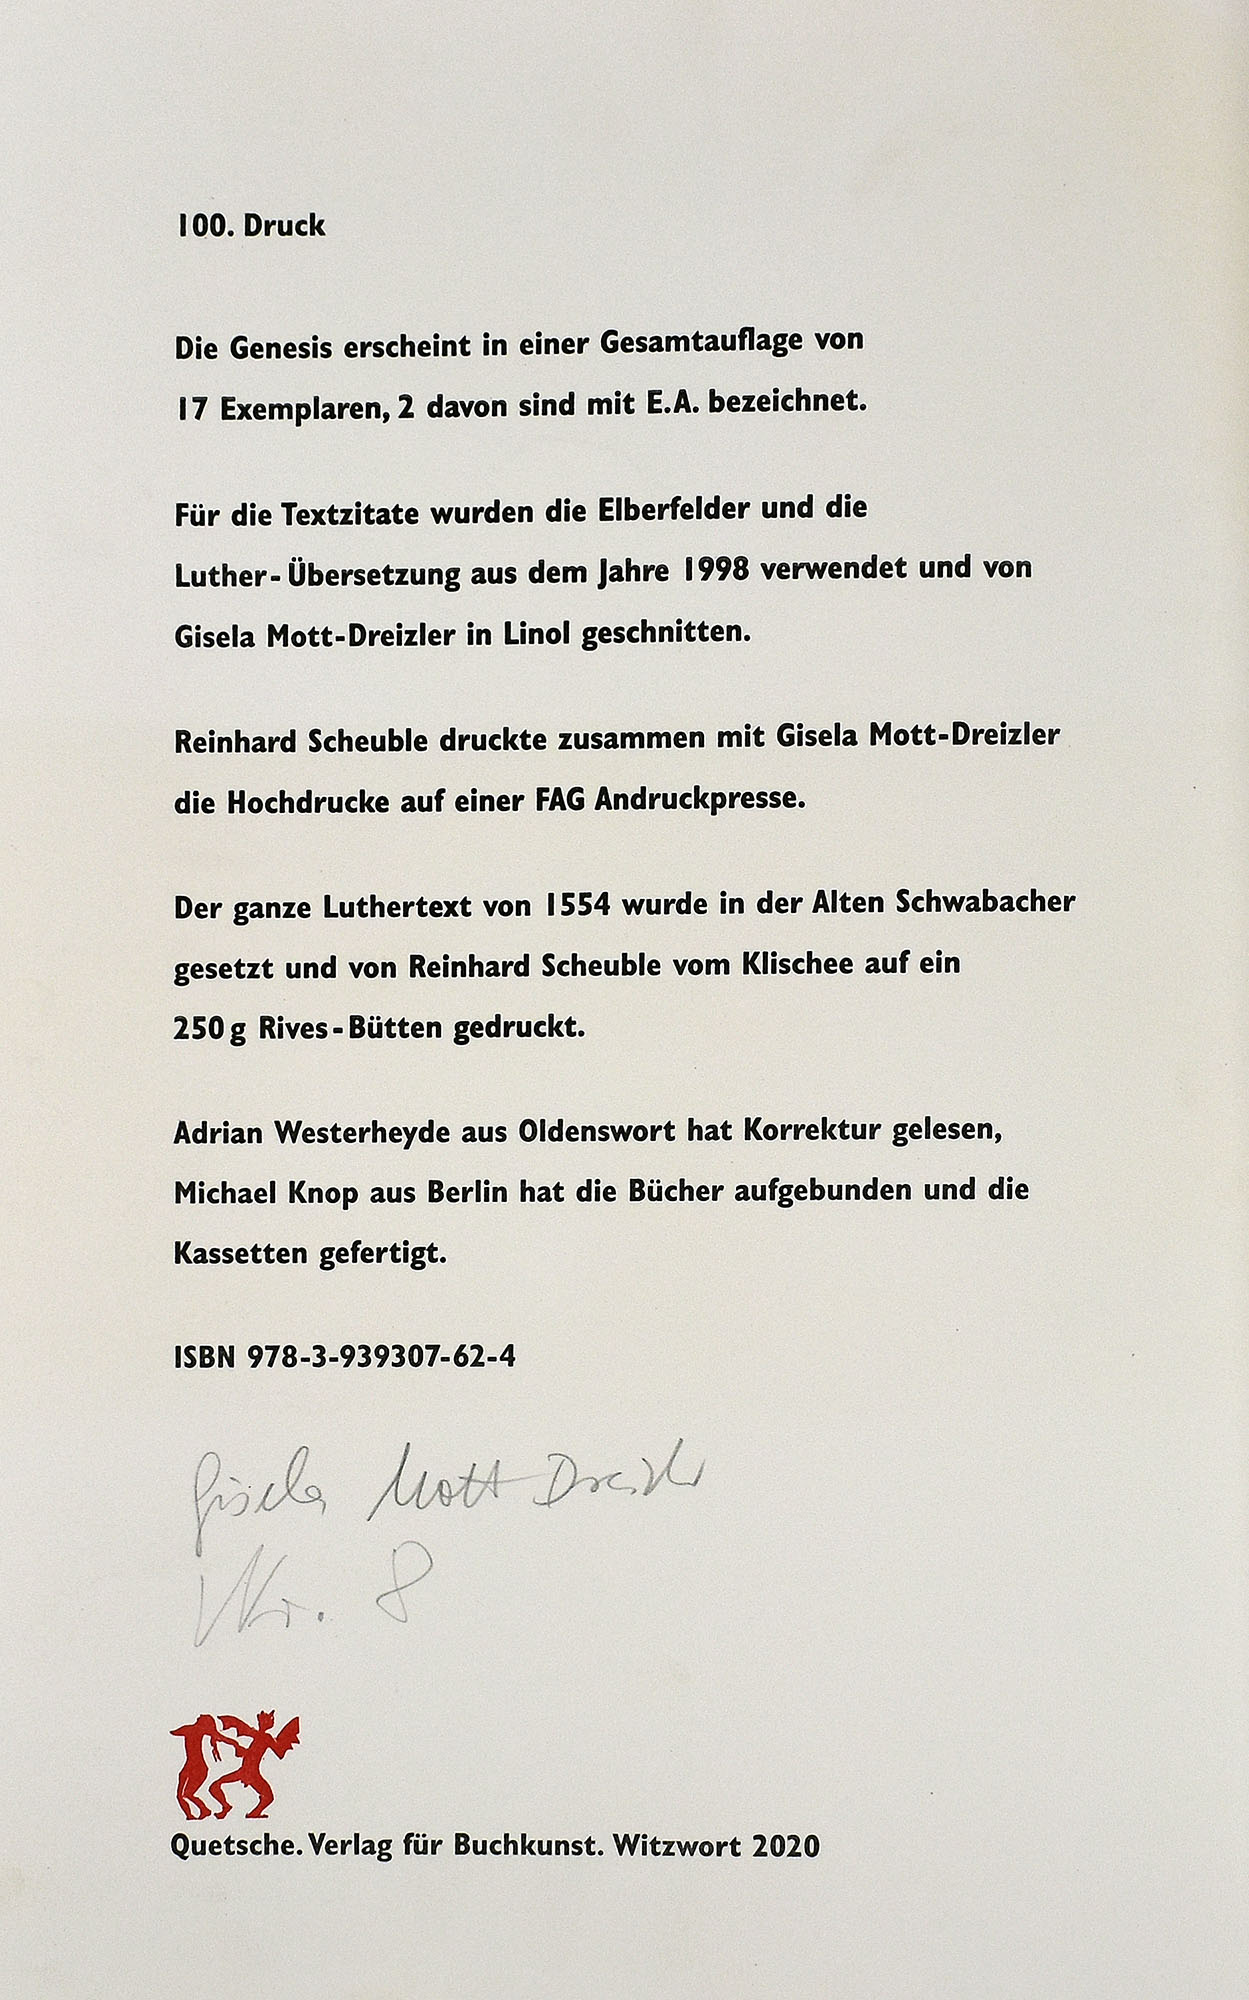 100. Druck
Die Genesis erscheint in einer Gesamtauflage von
17 Exemplaren, 2 davon sind mit E.A. bezeichnet.
Für die Textzitate wurden die Elberfelder und die
Luther-Übersetzung aus dem Jahre 1998 verwendet und von
Gisela Mott-Dreizler in Linol geschnitten.
Reinhard Scheuble druckte zusammen mit Gisela Mott-Dreizler
die Hochdrucke auf einer FAG Andruckpresse.
Der ganze Luthertext von 1554 wurde in der Alten Schwabacher
gesetzt und von Reinhard Scheuble vom Klischee auf ein
250 g Rives-Bütten gedruckt.
Adrian Westerheyde aus Oldenswort hat Korrektur gelesen,
Michael Knop aus Berlin hat die Bücher aufgebunden und die
Kassetten gefertigt.
ISBN 978-3-939307-62-4
Gisela Mott Dreizler
Nr. 8
Quetsche. Verlag für Buchkunst. Witzwort 2020